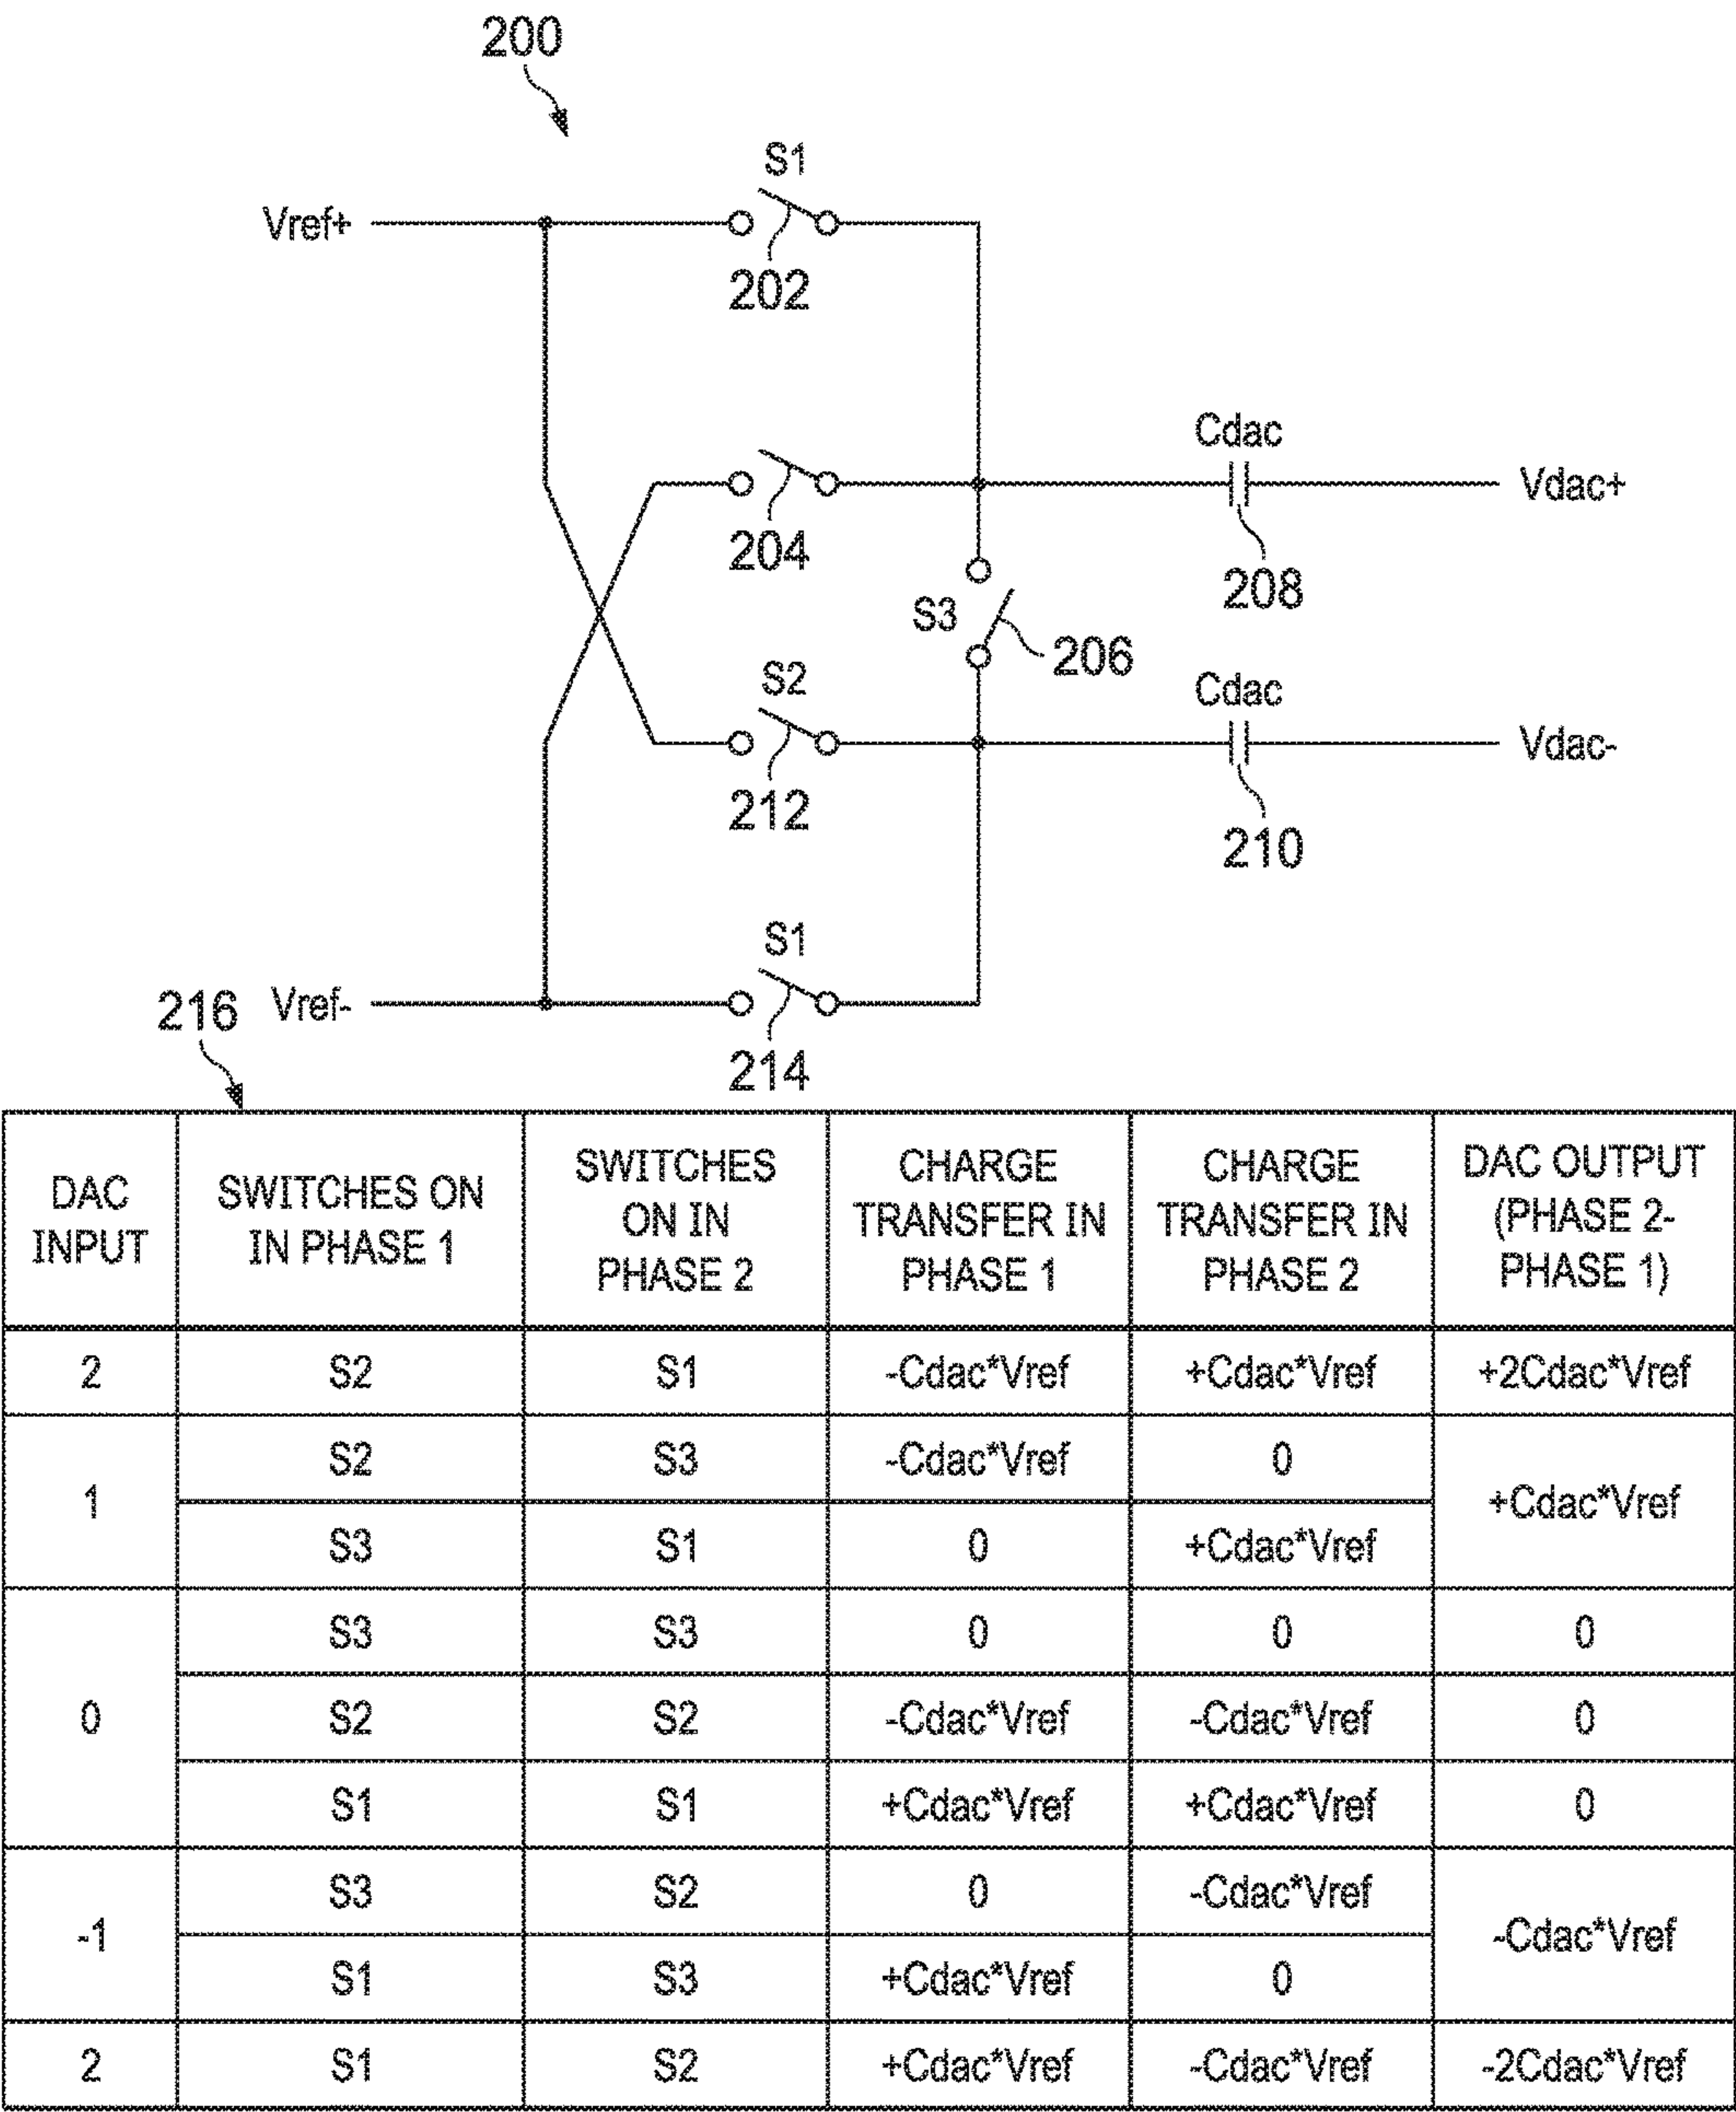 200
S1
Vref+
202
Cdac
Vdac+
204
208
S3
206
S2
Cdac
Vdac-
212
210
S1
216
Vref-
214
DAC INPUT
SWITCHES ON IN PHASE 1
SWITCHES ON IN PHASE 2
CHARGE TRANSFER IN PHASE 1
CHARGE TRANSFER IN PHASE 2
DAC OUTPUT (PHASE 2- PHASE 1)
2 S2 S1 -Cdac*Vref +Cdac*Vref +2Cdac*Vref
1 S2 S3 -Cdac*Vref 0 +Cdac*Vref
S3 S1 0 +Cdac*Vref
0 S3 S3 0 0 0
S2 S2 -Cdac*Vref -Cdac*Vref 0
S1 S1 +Cdac*Vref +Cdac*Vref 0
-1 S3 S2 0 -Cdac*Vref -Cdac*Vref
S1 S3 +Cdac*Vref 0
2 S1 S2 +Cdac*Vref -Cdac*Vref -2Cdac*Vref